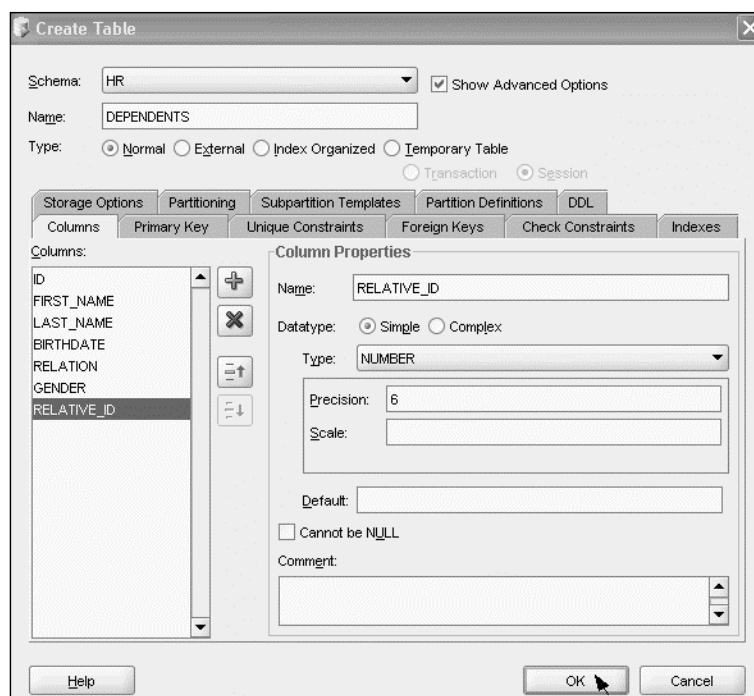 Create Table
Schema: HR Show Advanced Options
Name: DEPENDENTS
Type: Normal External Index Organized Temporary Table
Transaction Session
Storage Options Partitioning Subpartition Templates Partition Definitions DDL
Columns Primary Key Unique Constraints Foreign Keys Check Constraints Indexes
Columns:
ID
FIRST_NAME
LAST_NAME
BIRTHDATE
RELATION
GENDER
RELATIVE_ID
Column Properties
Name: RELATIVE_ID
Datatype: Simple Complex
Type: NUMBER
Precision: 6
Scale:
Default:
Cannot be NULL
Comment:
Help OK Cancel